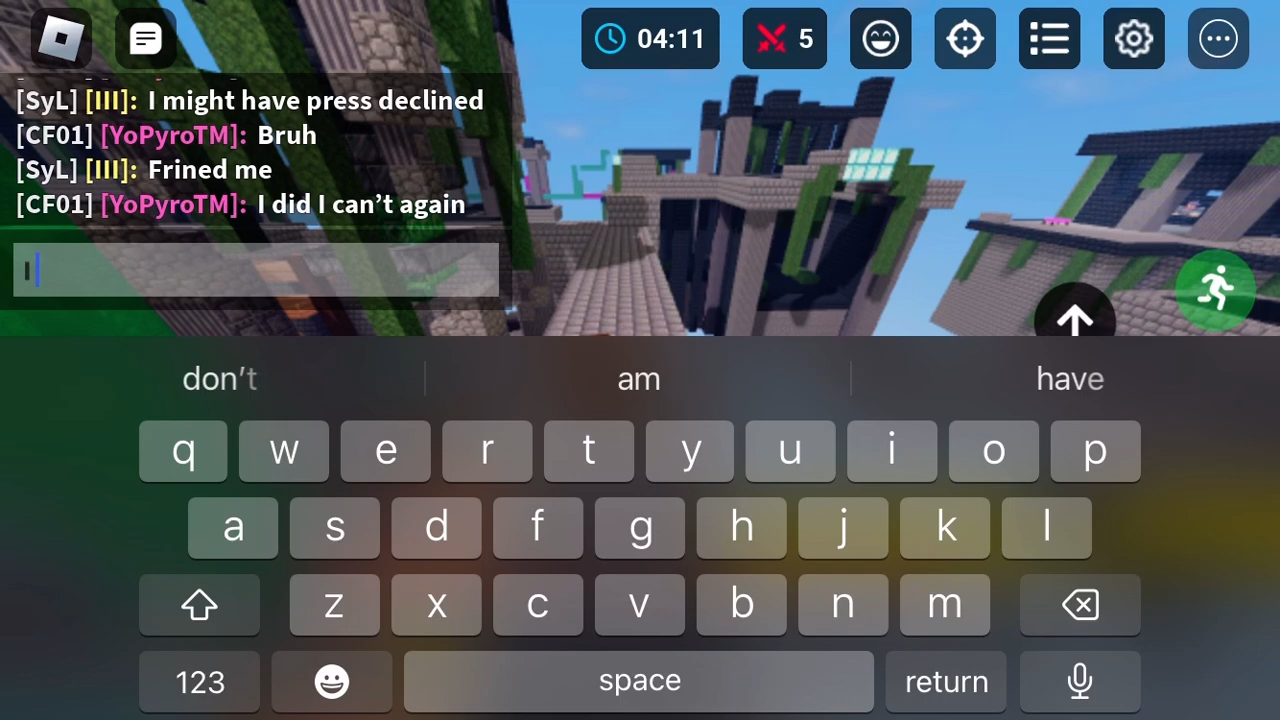 04:11
5
[SyL] [III]: I might have press declined
[CF01] [YoPyroTM]: Bruh
[SyL] [III]: Frined me
[CF01] [YoPyroTM]: I did I can’t again
I
don’t am have
q w e r t y u i o p
a s d f g h j k l
z x c v b n m
123 space return